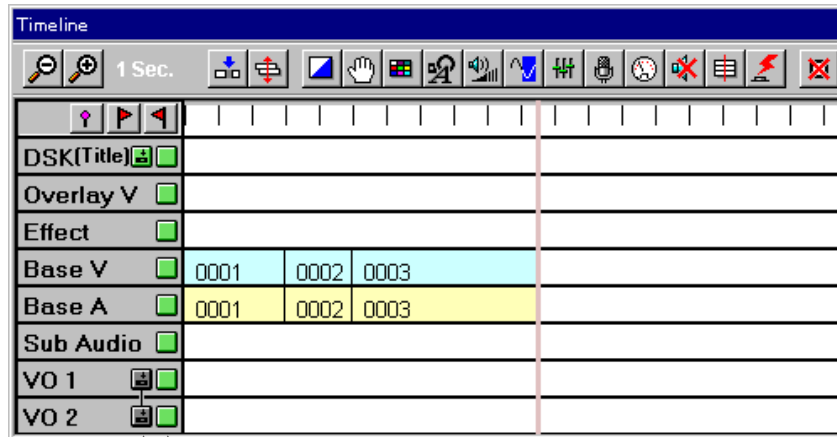 Timeline
1 Sec.
DSK(Title)
Overlay V
Effect
Base V 0001 0002 0003
Base A 0001 0002 0003
Sub Audio
VO 1
VO 2